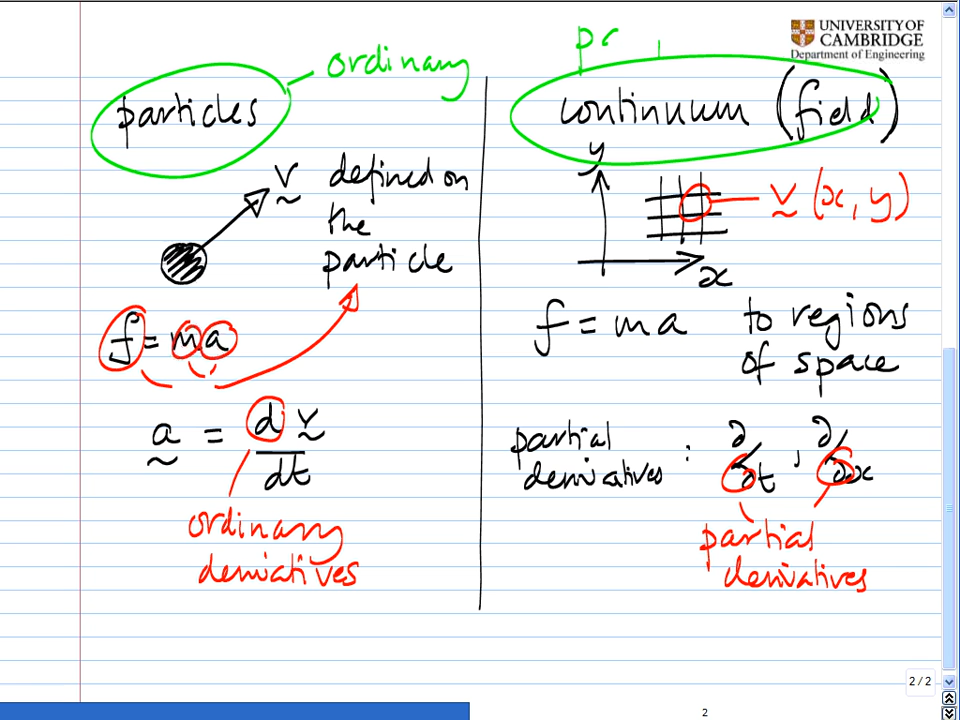 UNIVERSITY OF
CAMBRIDGE
Department of Engineering
ordinary
particles
v defined on
the
particle
f = ma
a = dv
dt
ordinary
derivatives
continuum (field)
y
v (x, y)
x
f = ma to regions
of space
partial
derivatives : ∂/∂t , ∂/∂x
partial
derivatives
2 / 2
2